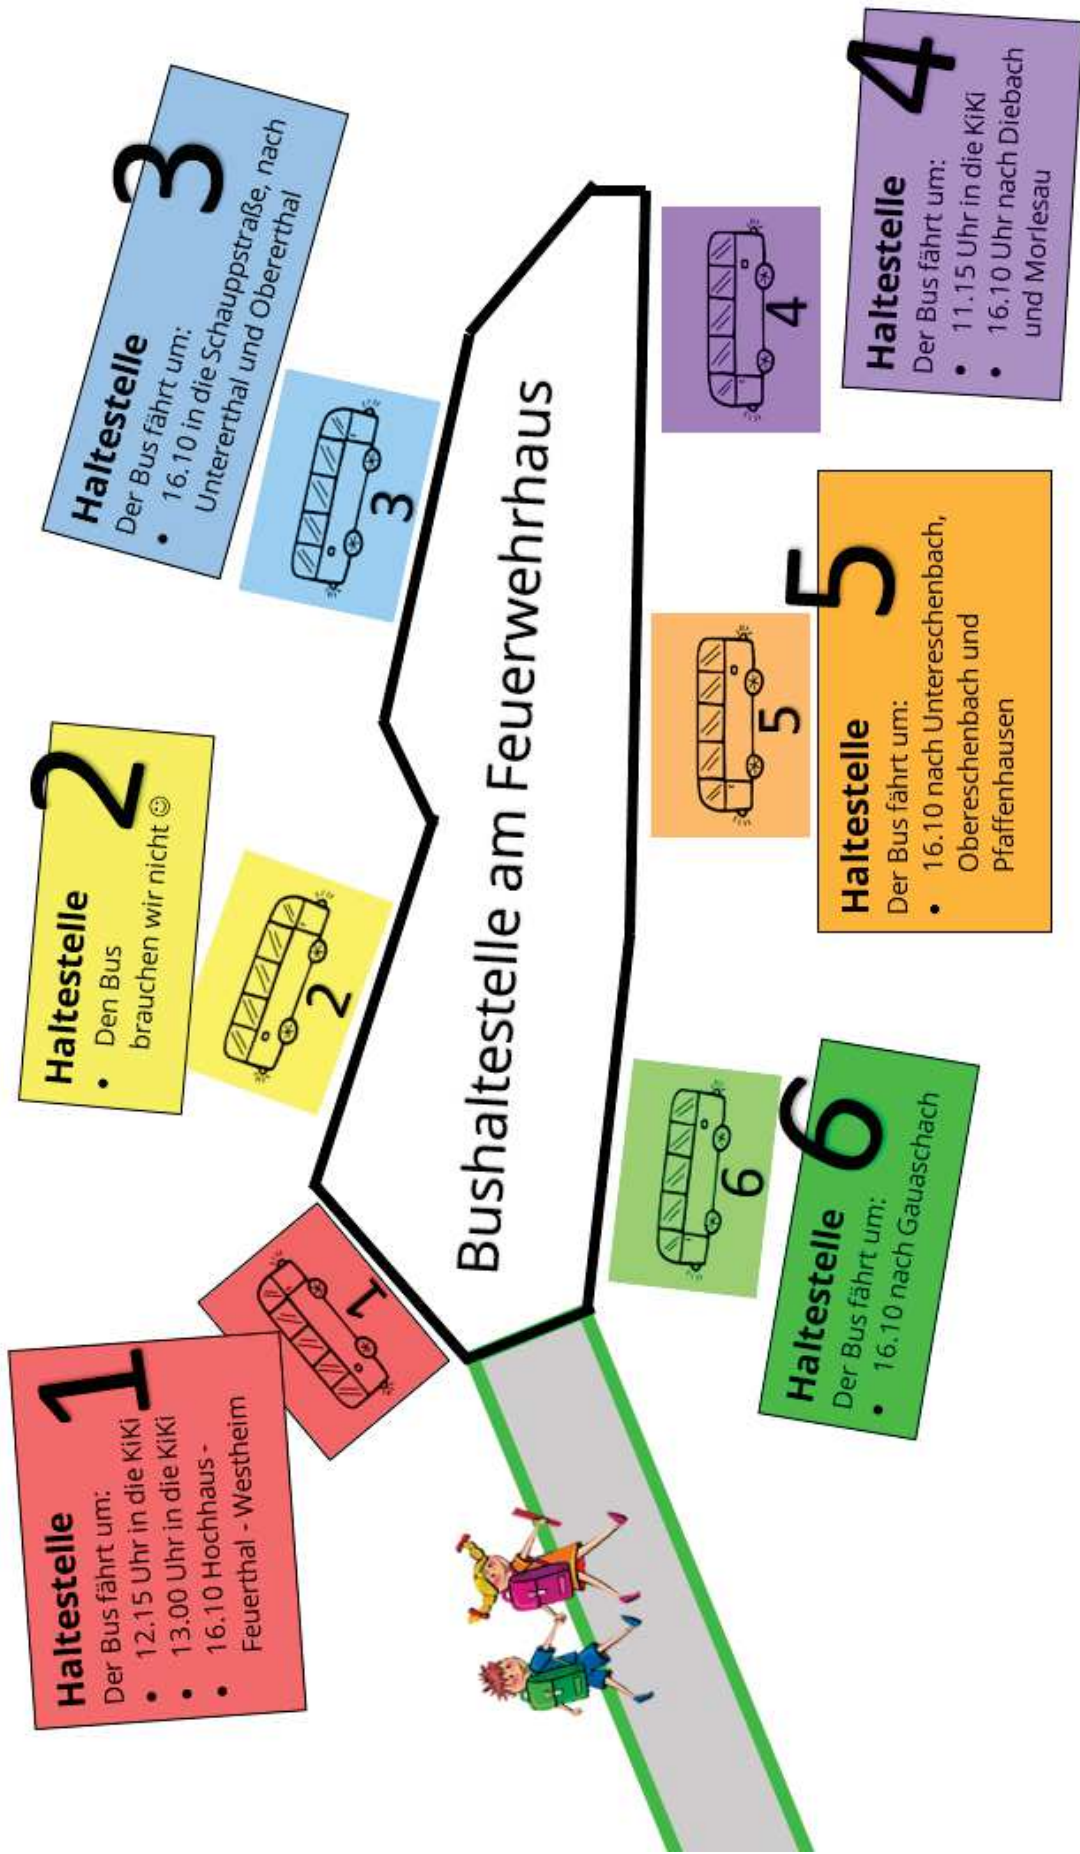 Haltestelle 1
Der Bus fährt um:
• 12.15 Uhr in die KiKi
• 13.00 Uhr in die KiKi
• 16.10 Hochhaus -
Feuerthal - Westheim
1
Haltestelle 2
• Den Bus
brauchen wir nicht ☺
2
Haltestelle 3
Der Bus fährt um:
• 16.10 in die Schauppstraße, nach
Untererthal und Obererthal
3
Bushaltestelle am Feuerwehrhaus
6
Haltestelle 6
Der Bus fährt um:
• 16.10 nach Gauaschach
5
Haltestelle 5
Der Bus fährt um:
• 16.10 nach Untereschenbach,
Obereschenbach und
Pfaffenhausen
4
Haltestelle 4
Der Bus fährt um:
• 11.15 Uhr in die KiKi
• 16.10 Uhr nach Diebach
und Morlesau